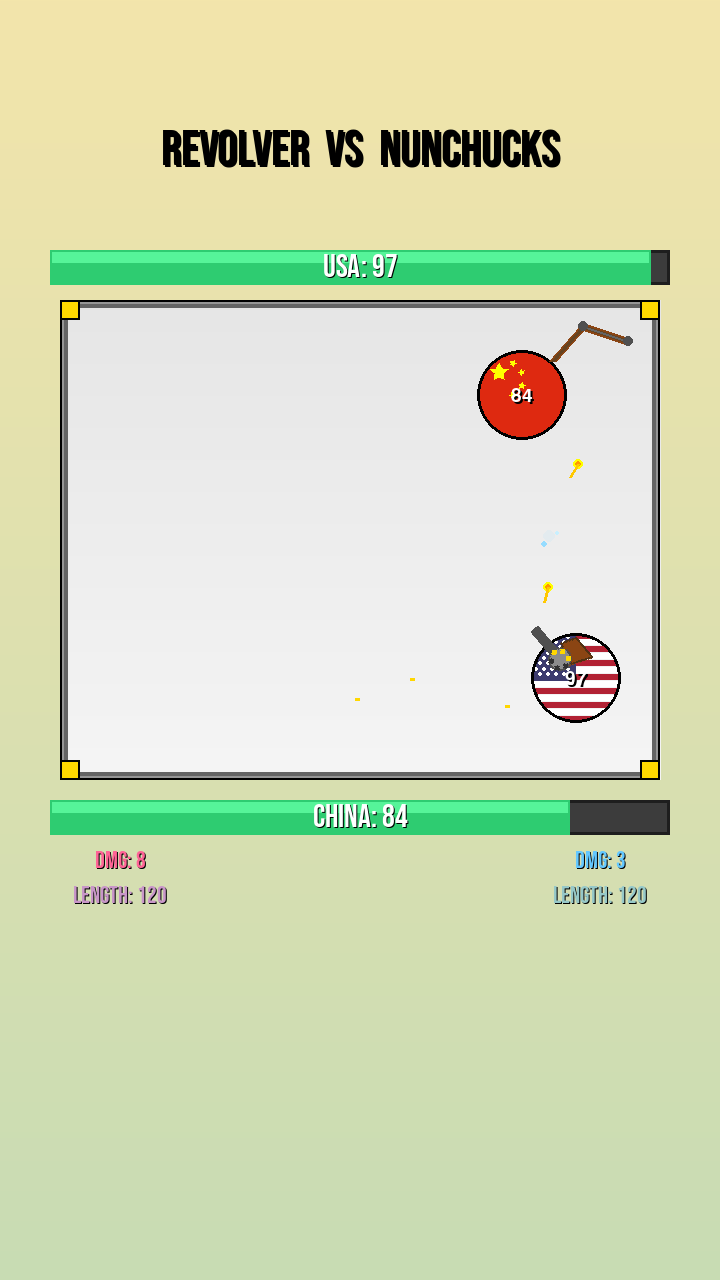 REVOLVER VS NUNCHUCKS
USA: 97
84
97
CHINA: 84
DMG: 8
DMG: 3
LENGTH: 120
LENGTH: 120